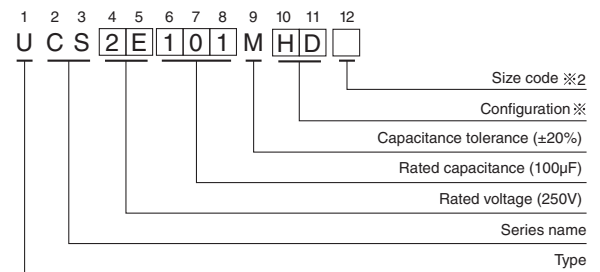 1 2 3 4 5 6 7 8 9 10 11 12
U C S 2 E 1 0 1 M H D
Size code ※2
Configuration ※
Capacitance tolerance (±20%)
Rated capacitance (100µF)
Rated voltage (250V)
Series name
Type